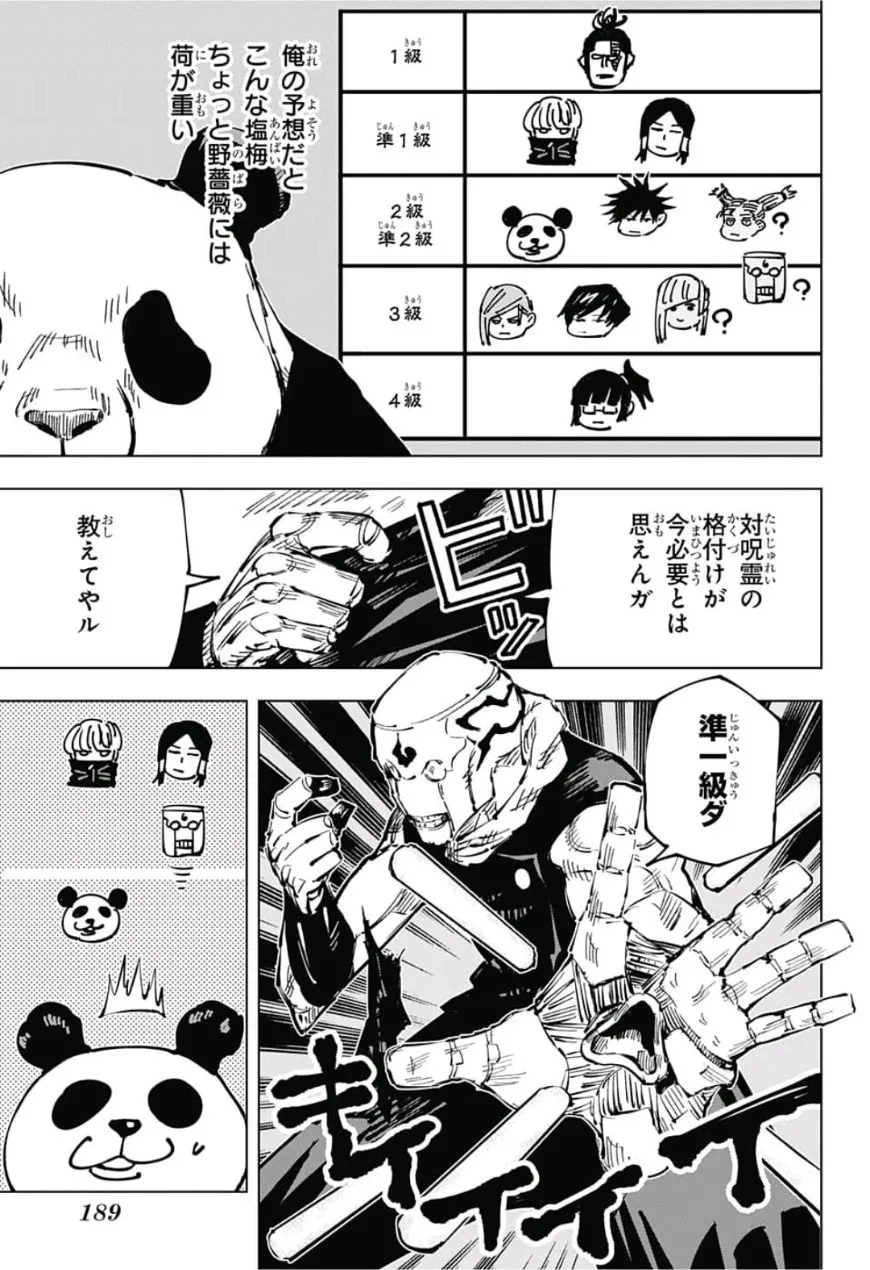 1級
準1級
2級
準2級
?
?
3級
?
4級
俺の予想だと
こんな塩梅
ちょっと野薔薇には
荷が重い
対呪霊の
格付けが
今必要とは
思えんガ
ビキッ
教えてやル
準一級ダ
キィイイイ
189